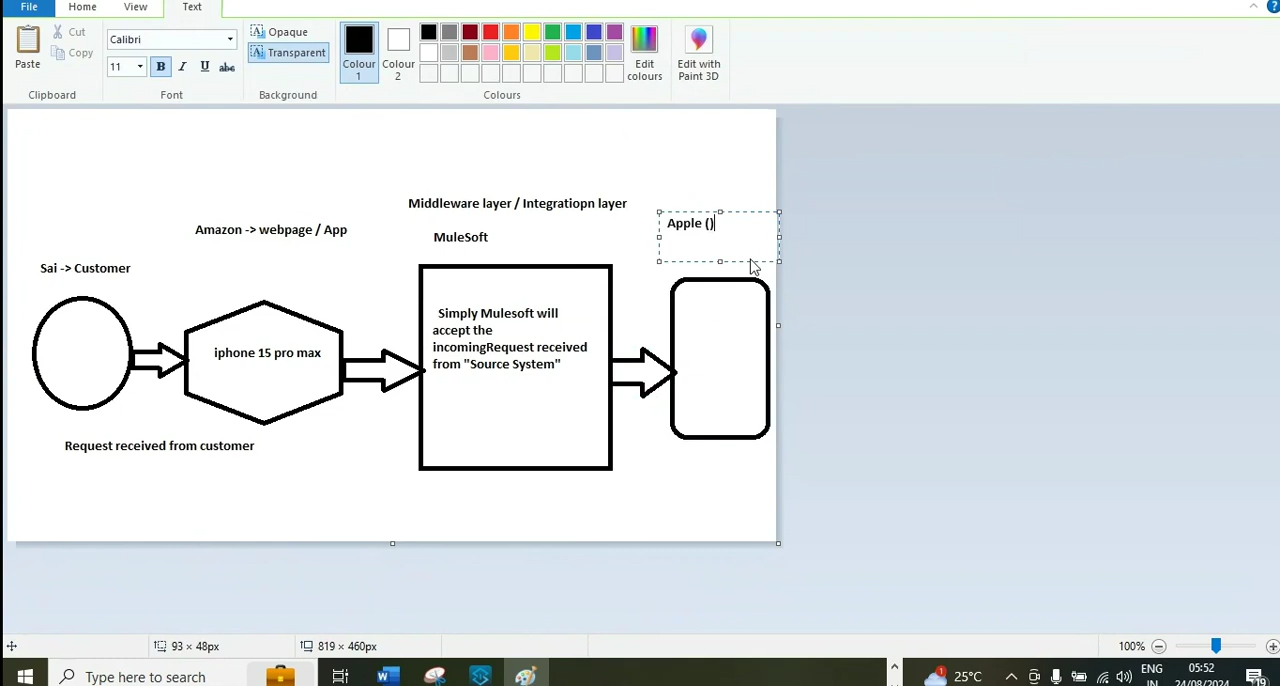 File Home View Text
Paste
Cut
Copy
Clipboard
Calibri
11 B I U abc
Font
Opaque
Transparent
Background
Colour 1
Colour 2
Edit colours
Colours
Edit with Paint 3D
Middleware layer / Integratiopn layer
Apple ()
Amazon -> webpage / App
MuleSoft
Sai -> Customer
Simply Mulesoft will
accept the
incomingRequest received
from "Source System"
iphone 15 pro max
Request received from customer
93 × 48px
819 × 460px
100%
Type here to search
25°C
ENG
IN
05:52
24/08/2024
19